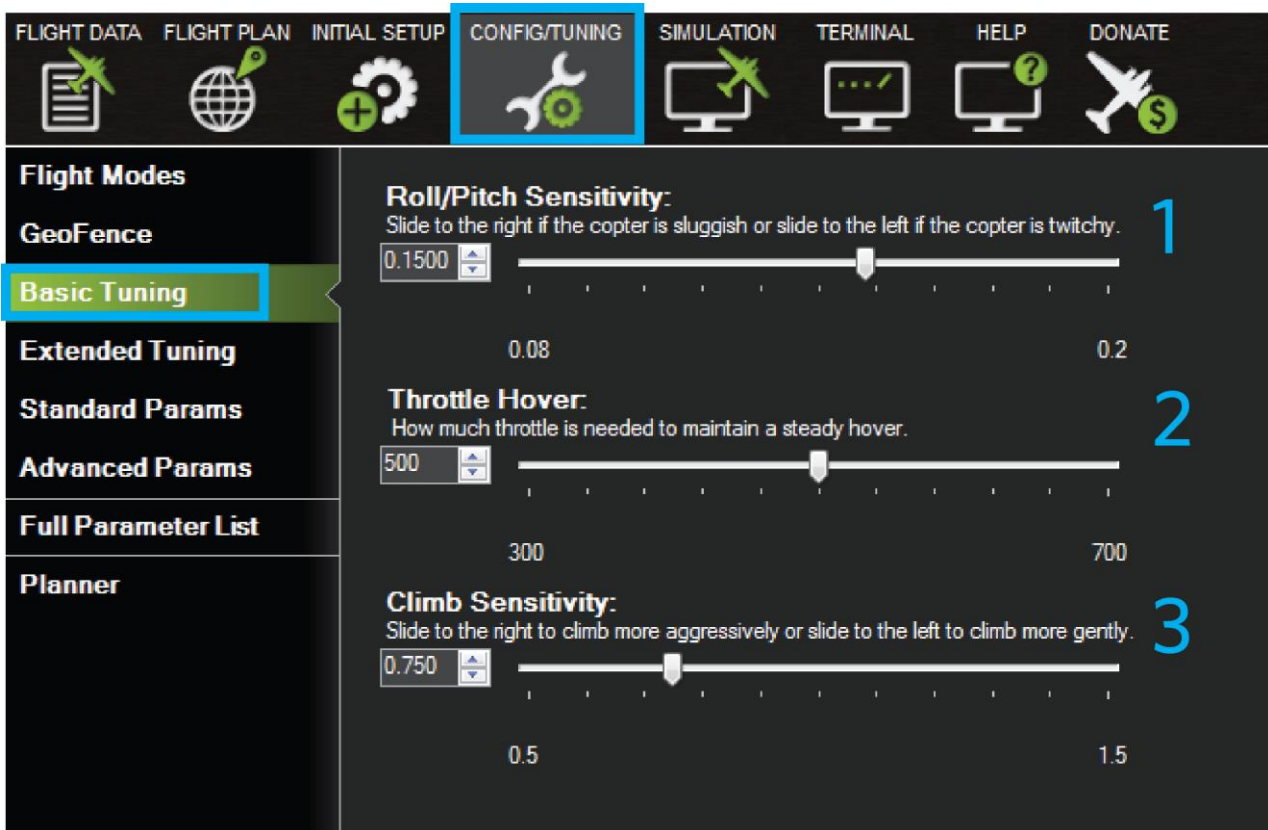 FLIGHT DATA FLIGHT PLAN INITIAL SETUP CONFIG/TUNING SIMULATION TERMINAL HELP DONATE
?
$
Flight Modes
GeoFence
Basic Tuning
Extended Tuning
Standard Params
Advanced Params
Full Parameter List
Planner
Roll/Pitch Sensitivity:
Slide to the right if the copter is sluggish or slide to the left if the copter is twitchy.
1
0.1500
0.08 0.2
Throttle Hover:
How much throttle is needed to maintain a steady hover.
2
500
300 700
Climb Sensitivity:
Slide to the right to climb more aggressively or slide to the left to climb more gently.
3
0.750
0.5 1.5